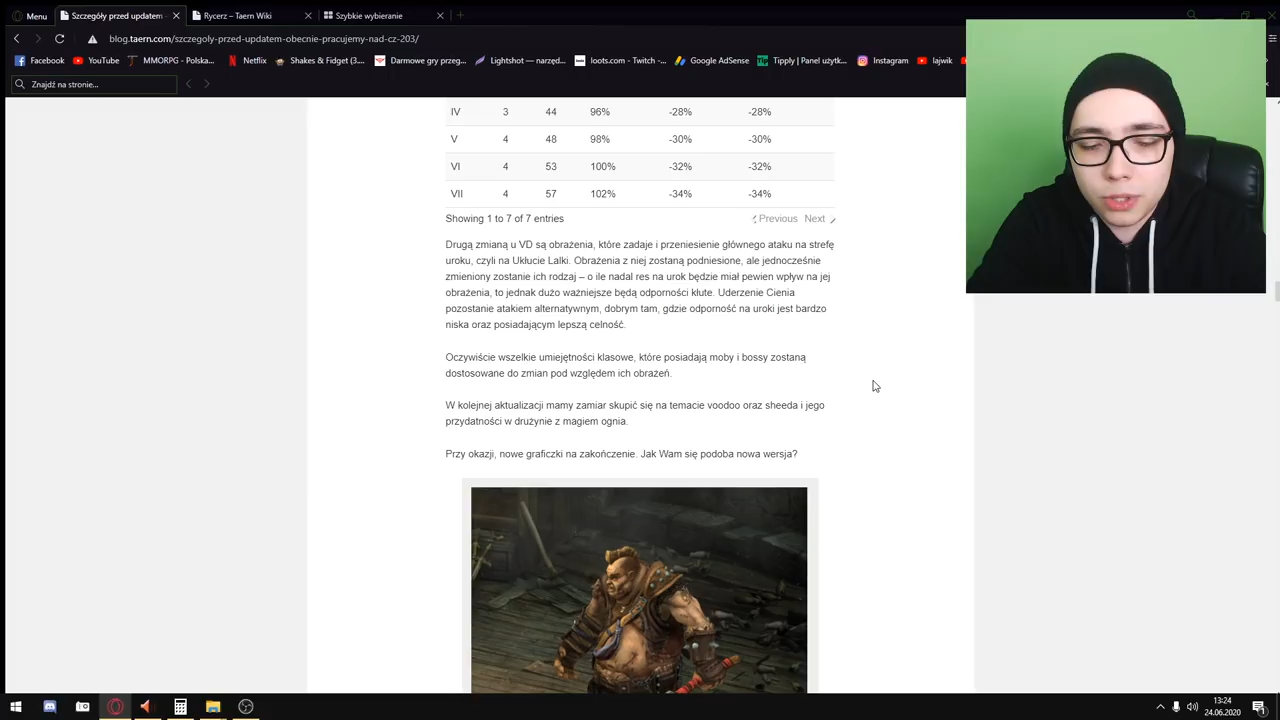 Menu Szczegóły przed updatem Rycerz – Taern Wiki Szybkie wybieranie
blog.taern.com/szczegoly-przed-updatem-obecnie-pracujemy-nad-cz-203/
Facebook YouTube MMORPG - Polska... Netflix Shakes & Fidget (3.... Darmowe gry przeg... Lightshot — narzęd... loots.com - Twitch -... Google AdSense Tipply | Panel użytk... Instagram lajwik
Znajdź na stronie...
IV 3 44 96% -28% -28%
V 4 48 98% -30% -30%
VI 4 53 100% -32% -32%
VII 4 57 102% -34% -34%
Showing 1 to 7 of 7 entries Previous Next
Drugą zmianą u VD są obrażenia, które zadaje i przeniesienie głównego ataku na strefę
uroku, czyli na Ukłucie Lalki. Obrażenia z niej zostaną podniesione, ale jednocześnie
zmieniony zostanie ich rodzaj – o ile nadal res na urok będzie miał pewien wpływ na jej
obrażenia, to jednak dużo ważniejsze będą odporności kłute. Uderzenie Cienia
pozostanie atakiem alternatywnym, dobrym tam, gdzie odporność na uroki jest bardzo
niska oraz posiadającym lepszą celność.
Oczywiście wszelkie umiejętności klasowe, które posiadają moby i bossy zostaną
dostosowane do zmian pod względem ich obrażeń.
W kolejnej aktualizacji mamy zamiar skupić się na temacie voodoo oraz sheeda i jego
przydatności w drużynie z magiem ognia.
Przy okazji, nowe graficzki na zakończenie. Jak Wam się podoba nowa wersja?
13:24
24.06.2020